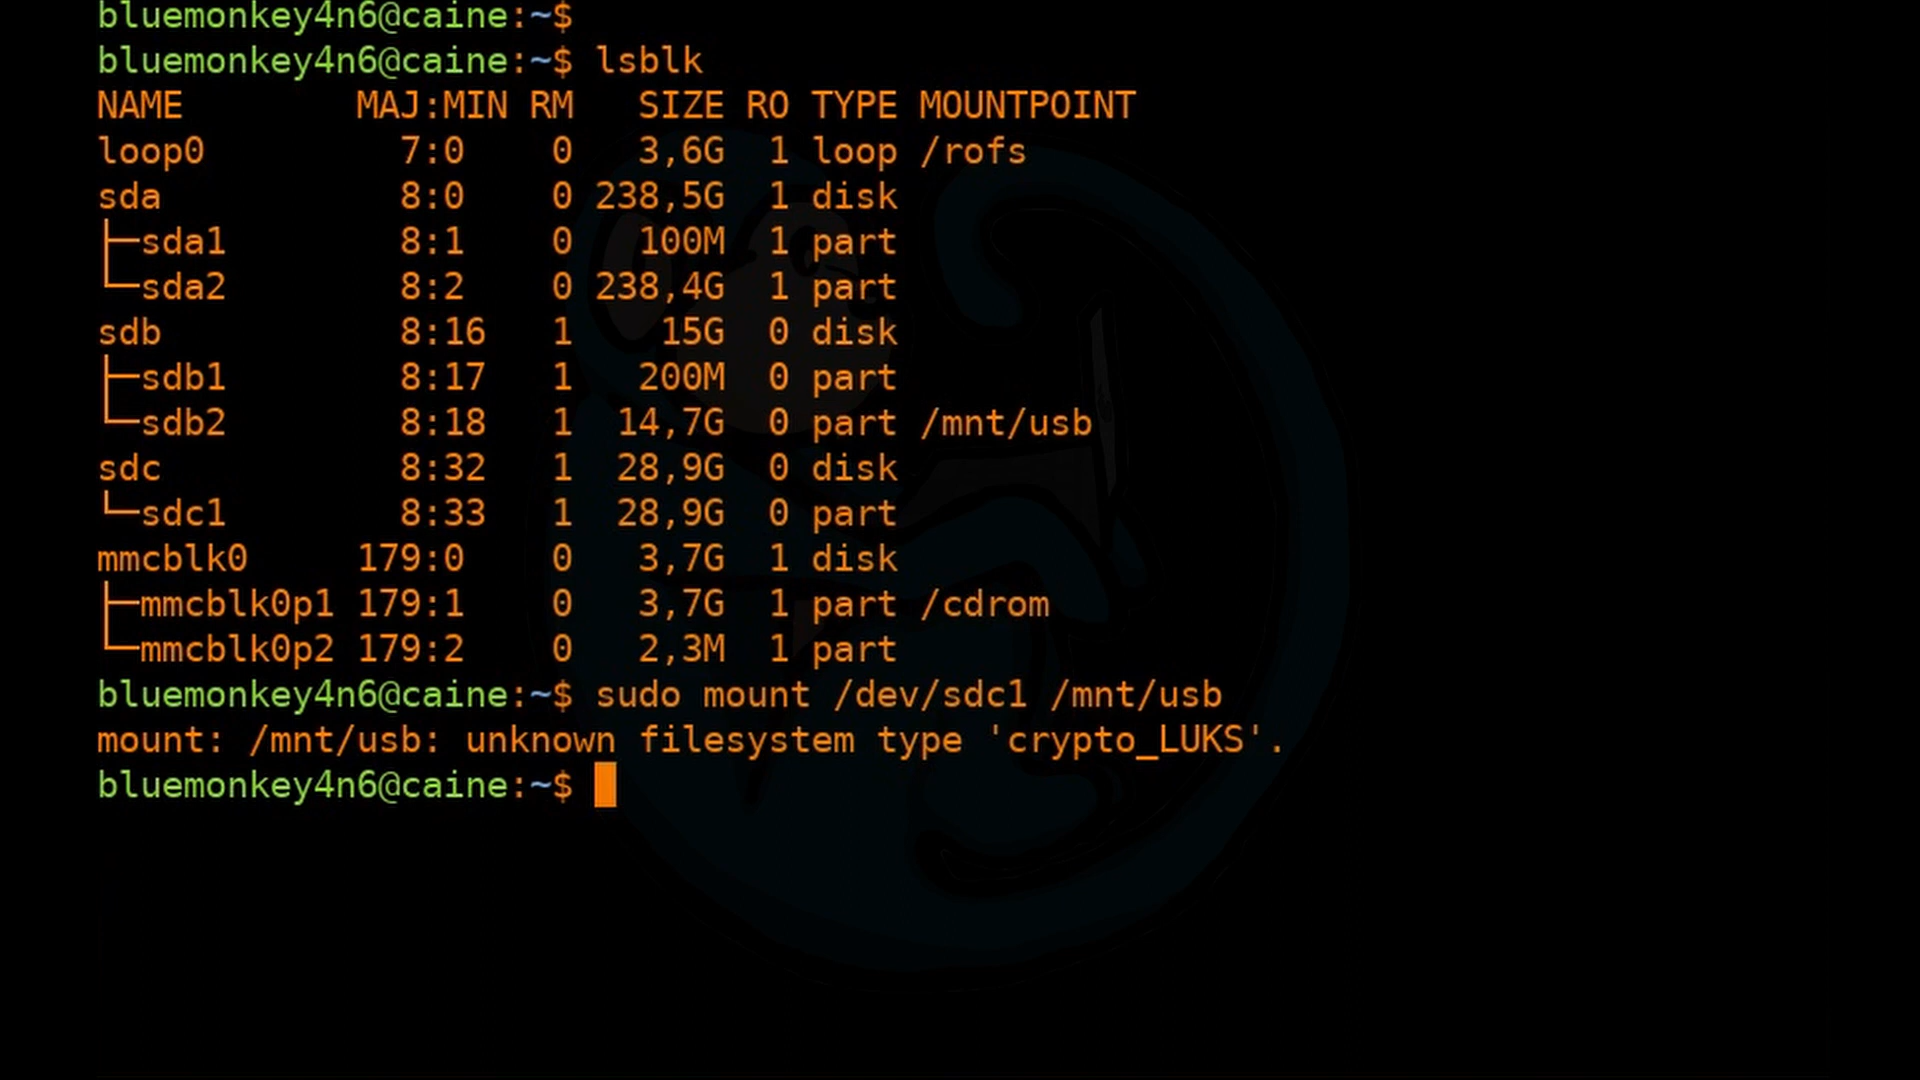 bluemonkey4n6@caine:~$
bluemonkey4n6@caine:~$ lsblk
NAME        MAJ:MIN RM   SIZE RO TYPE MOUNTPOINT
loop0         7:0    0   3,6G  1 loop /rofs
sda           8:0    0 238,5G  1 disk
├─sda1        8:1    0   100M  1 part
└─sda2        8:2    0 238,4G  1 part
sdb           8:16   1    15G  0 disk
├─sdb1        8:17   1   200M  0 part
└─sdb2        8:18   1  14,7G  0 part /mnt/usb
sdc           8:32   1  28,9G  0 disk
└─sdc1        8:33   1  28,9G  0 part
mmcblk0     179:0    0   3,7G  1 disk
├─mmcblk0p1 179:1    0   3,7G  1 part /cdrom
└─mmcblk0p2 179:2    0   2,3M  1 part
bluemonkey4n6@caine:~$ sudo mount /dev/sdc1 /mnt/usb
mount: /mnt/usb: unknown filesystem type 'crypto_LUKS'.
bluemonkey4n6@caine:~$